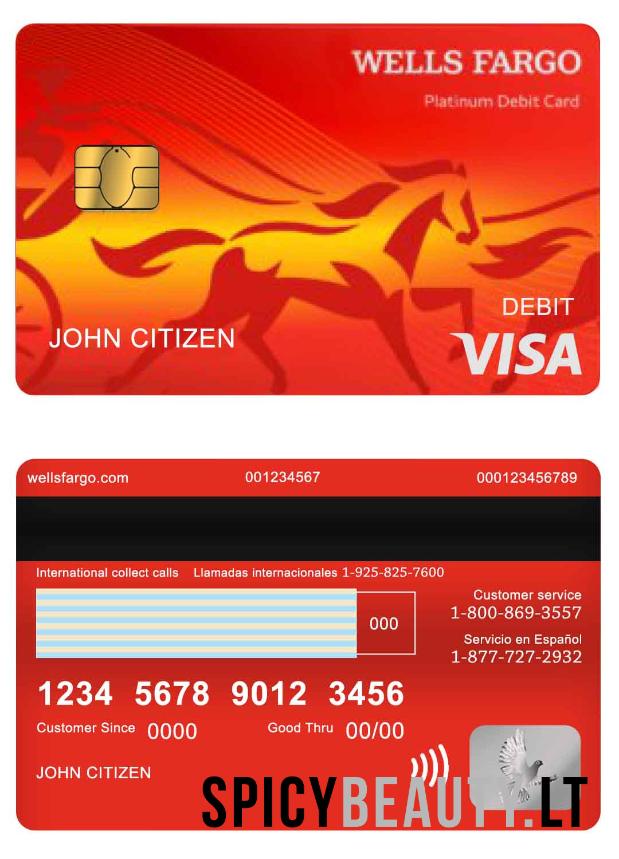 WELLS FARGO
Platinum Debit Card
DEBIT
JOHN CITIZEN
VISA
wellsfargo.com 001234567 000123456789
International collect calls Llamadas internacionales 1-925-825-7600
Customer service
000
1-800-869-3557
Servicio en Español
1-877-727-2932
1234 5678 9012 3456
Customer Since 0000 Good Thru 00/00
JOHN CITIZEN
SPICYBEAUTY.LT